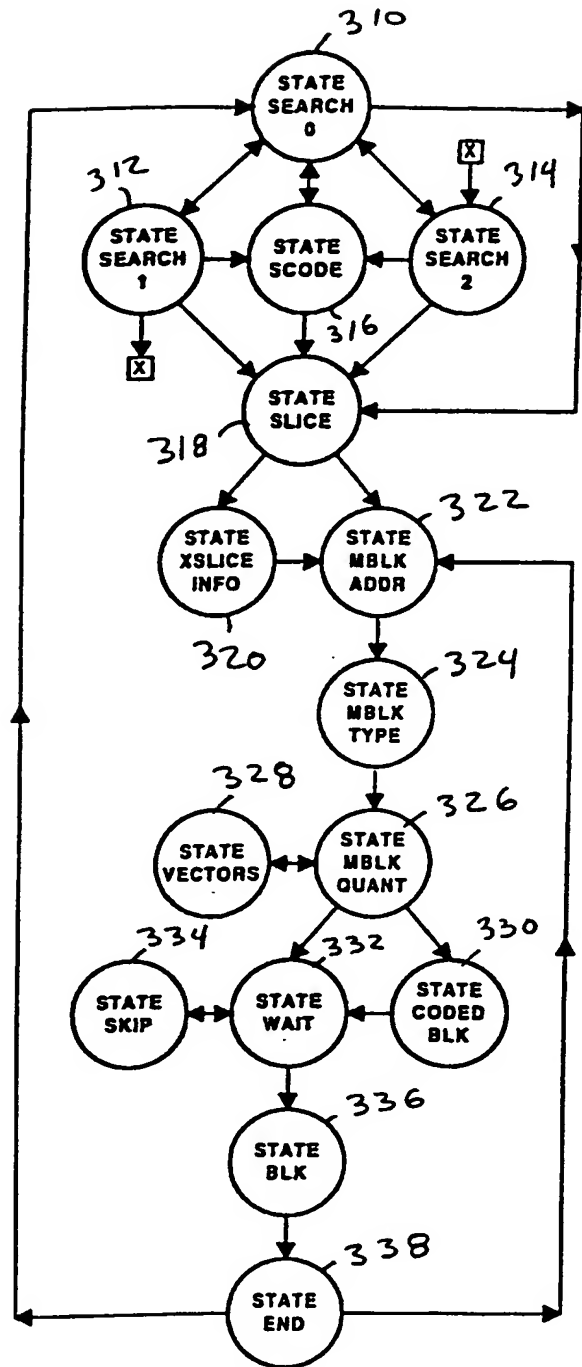 310
STATE
SEARCH
0
312
STATE
SEARCH
1
X
STATE
SCODE
316
X
314
STATE
SEARCH
2
STATE
SLICE
318
STATE
XSLICE
INFO
320
322
STATE
MBLK
ADDR
324
STATE
MBLK
TYPE
328
STATE
VECTORS
326
STATE
MBLK
QUANT
334
STATE
SKIP
332
STATE
WAIT
330
STATE
CODED
BLK
336
STATE
BLK
338
STATE
END